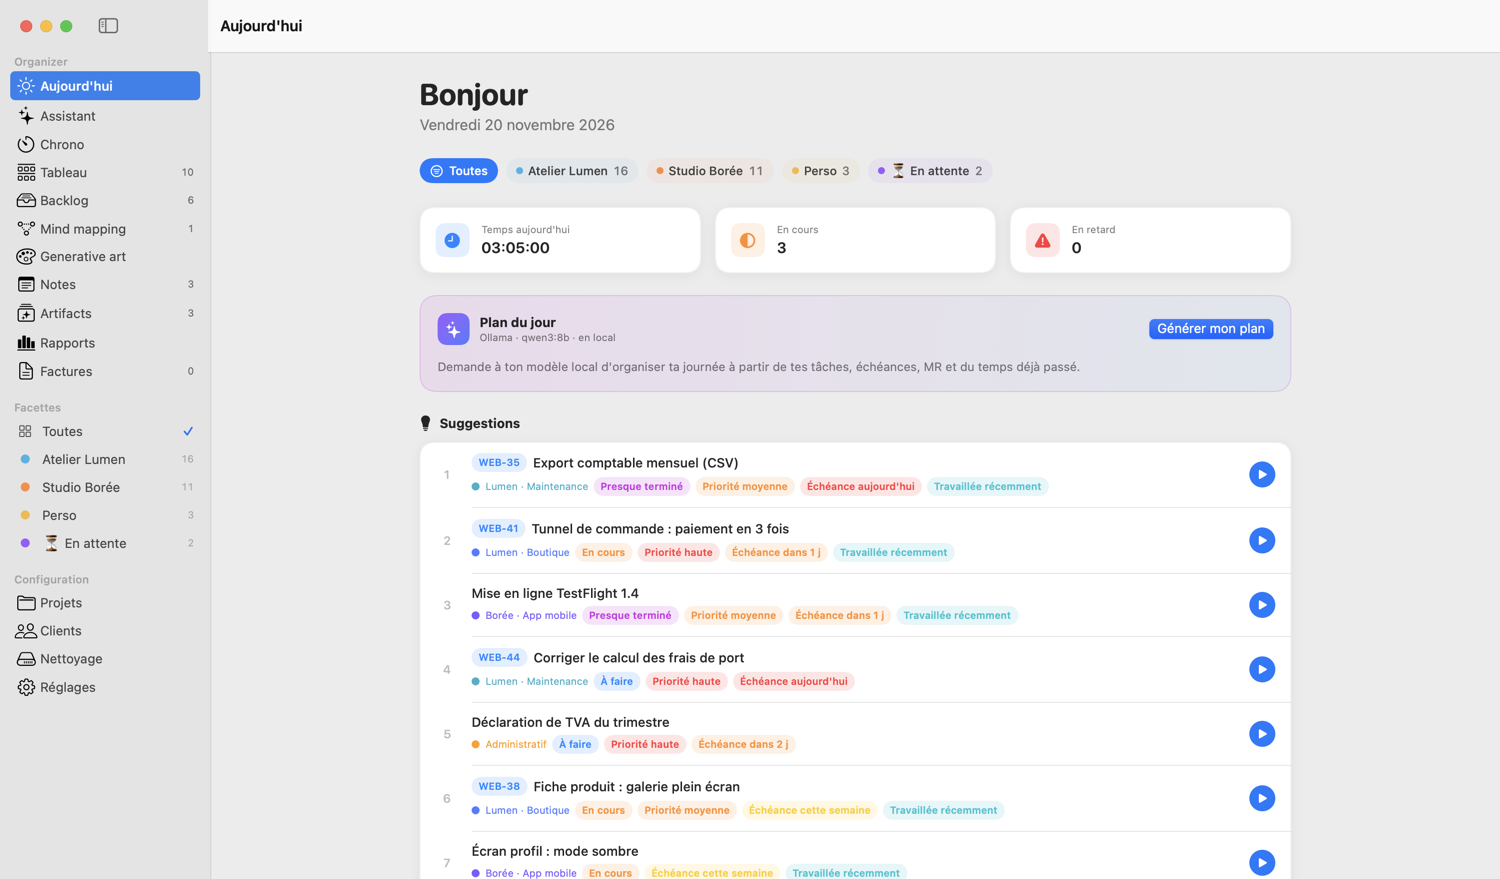 Aujourd'hui
Organizer
Aujourd'hui
Assistant
Chrono
Tableau 10
Backlog 6
Mind mapping 1
Generative art
Notes 3
Artifacts 3
Rapports
Factures 0
Facettes
Toutes
Atelier Lumen 16
Studio Borée 11
Perso 3
En attente 2
Configuration
Projets
Clients
Nettoyage
Réglages
Bonjour
Vendredi 20 novembre 2026
Toutes Atelier Lumen 16 Studio Borée 11 Perso 3 En attente 2
Temps aujourd'hui
03:05:00
En cours
3
En retard
0
Plan du jour
Ollama · qwen3:8b · en local
Générer mon plan
Demande à ton modèle local d'organiser ta journée à partir de tes tâches, échéances, MR et du temps déjà passé.
Suggestions
1 WEB-35 Export comptable mensuel (CSV)
Lumen · Maintenance Presque terminé Priorité moyenne Échéance aujourd'hui Travaillée récemment
2 WEB-41 Tunnel de commande : paiement en 3 fois
Lumen · Boutique En cours Priorité haute Échéance dans 1 j Travaillée récemment
3 Mise en ligne TestFlight 1.4
Borée · App mobile Presque terminé Priorité moyenne Échéance dans 1 j Travaillée récemment
4 WEB-44 Corriger le calcul des frais de port
Lumen · Maintenance À faire Priorité haute Échéance aujourd'hui
5 Déclaration de TVA du trimestre
Administratif À faire Priorité haute Échéance dans 2 j
6 WEB-38 Fiche produit : galerie plein écran
Lumen · Boutique En cours Priorité moyenne Échéance cette semaine Travaillée récemment
7 Écran profil : mode sombre
Borée · App mobile En cours Échéance cette semaine Travaillée récemment